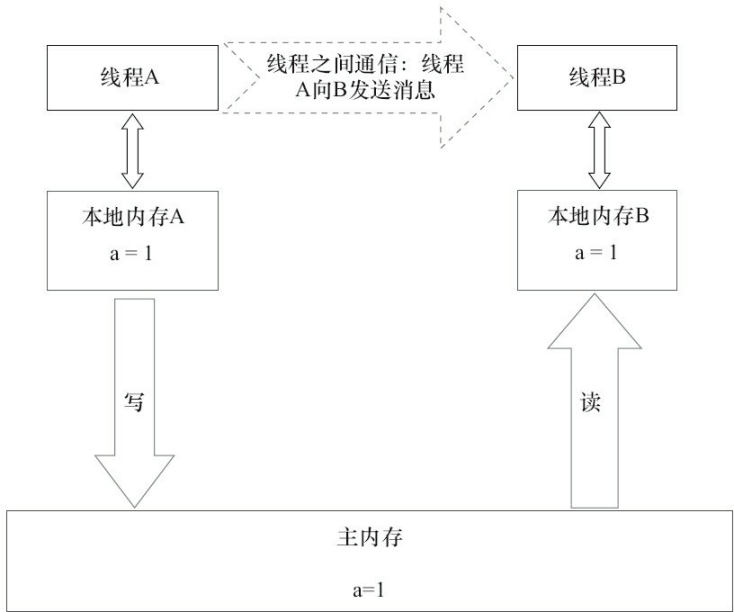 线程A
线程之间通信：线程
A向B发送消息
线程B
本地内存A
a = 1
本地内存B
a = 1
写
读
主内存
a=1